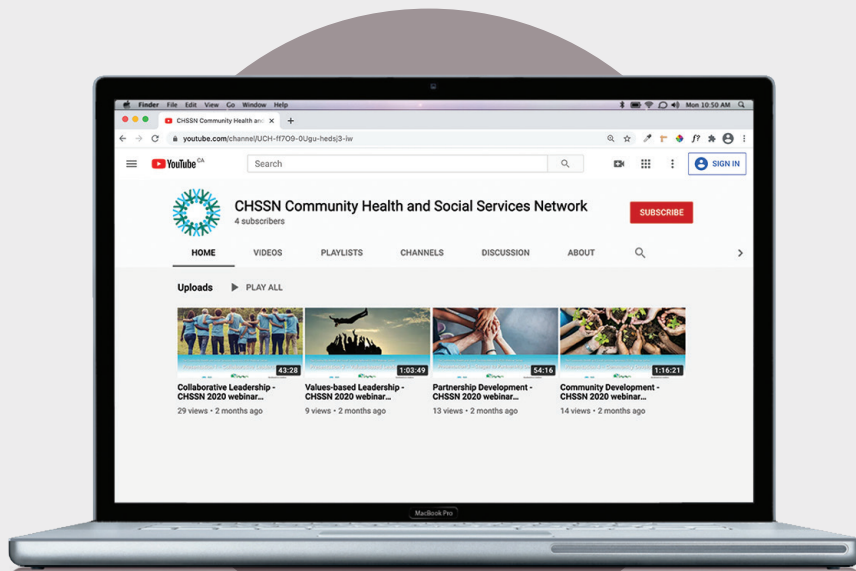 Finder File Edit View Go Window Help Mon 10:50 AM
CHSSN Community Health and
youtube.com/channel/UCH-ff7O9-0Ugu-hedsj3-iw
f?
YouTube CA
Search
SIGN IN
CHSSN Community Health and Social Services Network
4 subscribers
SUBSCRIBE
HOME VIDEOS PLAYLISTS CHANNELS DISCUSSION ABOUT
Uploads PLAY ALL
43:28
1:03:49
54:16
1:16:21
Collaborative Leadership -
CHSSN 2020 webinar...
29 views • 2 months ago
Values-based Leadership -
CHSSN 2020 webinar...
9 views • 2 months ago
Partnership Development -
CHSSN 2020 webinar...
13 views • 2 months ago
Community Development -
CHSSN 2020 webinar...
14 views • 2 months ago
MacBook Pro